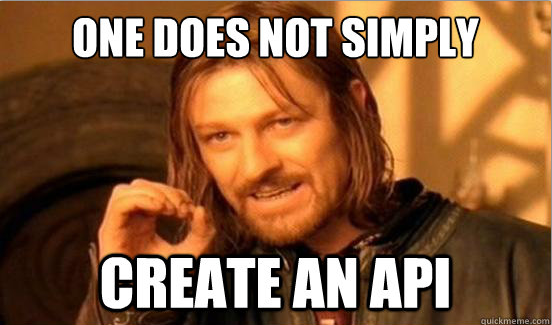 ONE DOES NOT SIMPLY
CREATE AN API
quickmeme.com